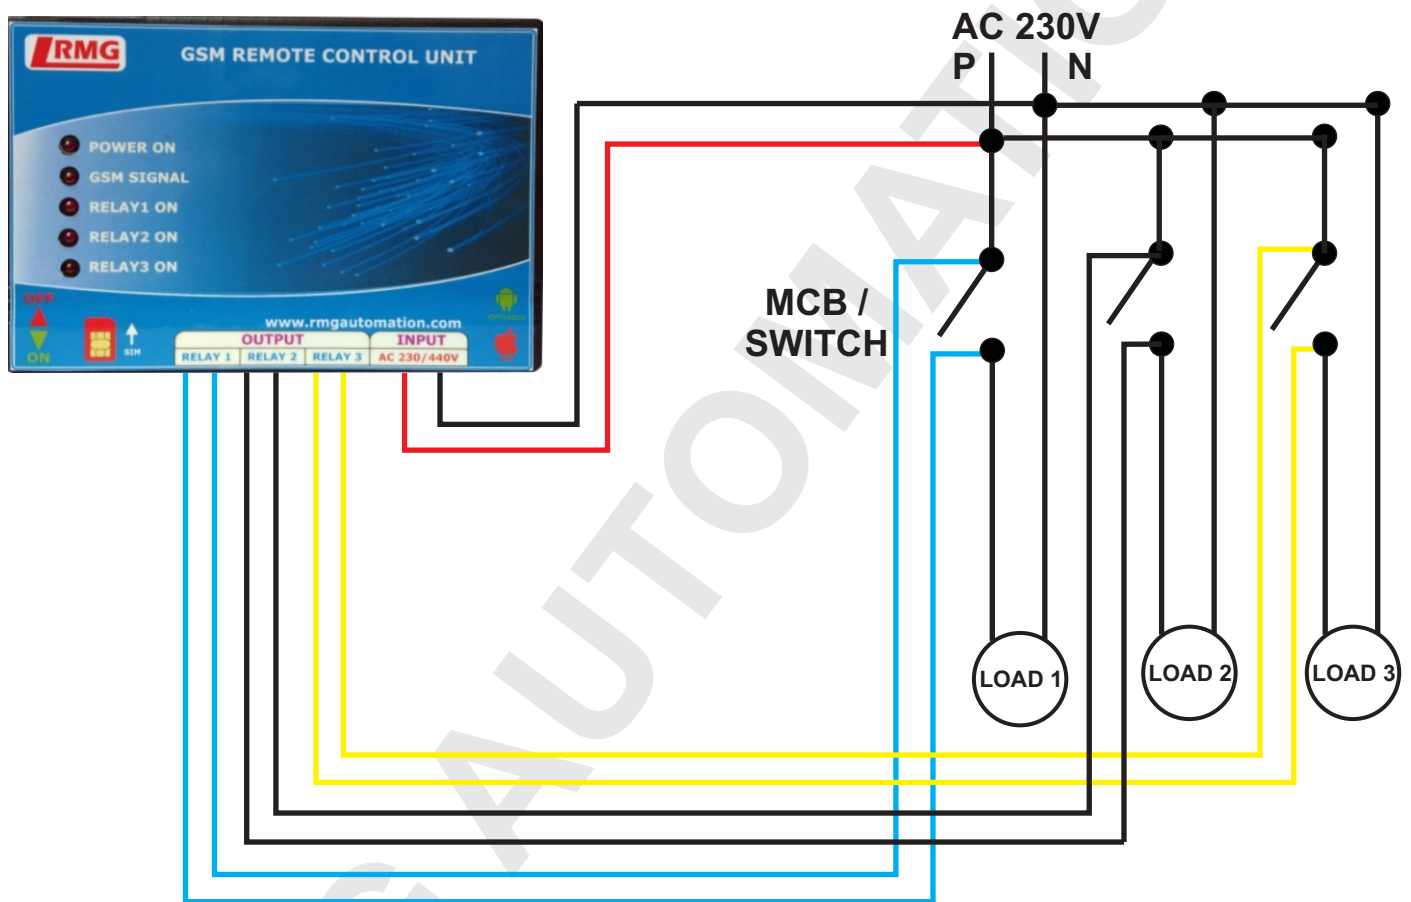 AC 230V
P N
RMG
GSM REMOTE CONTROL UNIT
POWER ON
GSM SIGNAL
RELAY1 ON
RELAY2 ON
RELAY3 ON
OFF
ON
SIM
www.rmgautomation.com
OUTPUT INPUT
RELAY 1 RELAY 2 RELAY 3 AC 230/440V
MCB /
SWITCH
LOAD 1 LOAD 2 LOAD 3
G AUTOMATIO